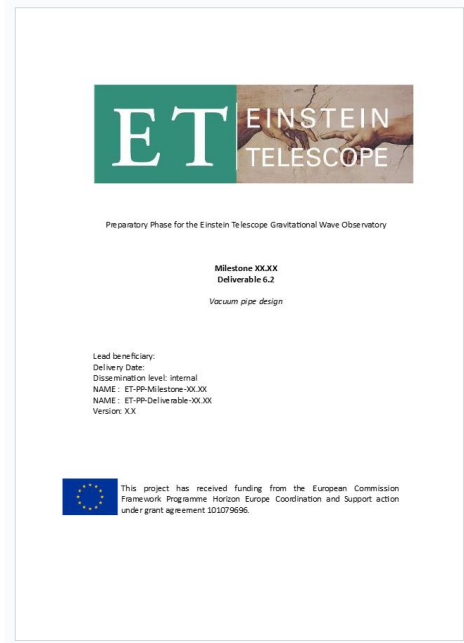 ET
EINSTEIN
TELESCOPE
Preparatory Phase for the Einstein Telescope Gravitational Wave Observatory
Milestone XX.XX
Deliverable 6.2
Vacuum pipe design
Lead beneficiary:
Delivery Date:
Dissemination level: internal
NAME : ET-PP-Milestone-XX.XX
NAME : ET-PP-Deliverable-XX.XX
Version: X.X
This project has received funding from the European Commission
Framework Programme Horizon Europe Coordination and Support action
under grant agreement 101079696.